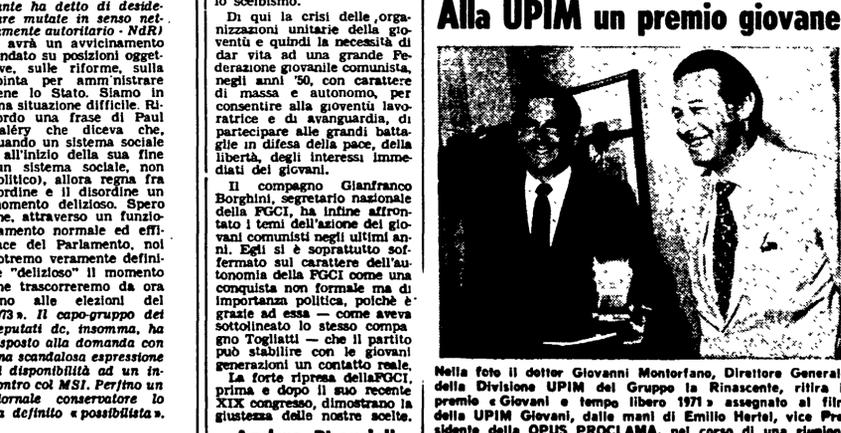 ante ha detto di deside-
are mutare in senso net-
mente autoritario - NdR)
avrà un avvicinamento
ndato su posizioni ogget-
ve, sulle riforme, sulla
pinta per amm'nistrare
ene lo Stato. Siamo in
na situazione difficile. Ri-
ordo una frase di Paul
aléry che diceva che,
uando un sistema sociale
all'inizio della sua fine
un sistema sociale, non
olitico), allora regna fra
ordine e il disordine un
omento delizioso. Spero
he, attraverso un funzio-
amento normale ed effi-
ace del Parlamento, noi
otremo veramente defini-
e "delizioso" il momento
he trascorreremo da ora
no alle elezioni del
73 ». Il capo-gruppo dei
eputati dc, insomma, ha
sposto alla domanda con
na scandalosa espressione
i disponibilità ad un in-
ontro col MSI. Perfino un
iornale conservatore lo
a definito « possibilista ».
lo scelbismo.
Di qui la crisi delle orga-
nizzazioni unitarie della gio-
ventù e quindi la necessità di
dar vita ad una grande Fe-
derazione giovanile comunista,
negli anni '50, con carattere
di massa e autonomo, per
consentire alla gioventù lavo-
ratrice e di avanguardia, di
partecipare alle grandi batta-
glie in difesa della pace, della
libertà, degli interessi imme-
diati dei giovani.
Il compagno Gianfranco
Borghini, segretario nazionale
della FGCI, ha infine affron-
tato i temi dell'azione dei gio-
vani comunisti negli ultimi an-
ni. Egli si è soprattutto sof-
fermato sul carattere dell'au-
tonomia della FGCI come una
conquista non formale ma di
importanza politica, poichè è
grazie ad essa — come aveva
sottolineato lo stesso compa
gno Togliatti — che il partito
può stabilire con le giovani
generazioni un contatto reale.
La forte ripresa dellaFGCI,
prima e dopo il suo recente
XIX congresso, dimostrano la
giustezza delle nostre scelte.
Alla UPIM un premio giovane
Nella foto il dottor Giovanni Montorfano, Direttore General
della Divisione UPIM del Gruppo la Rinascente, ritira i
premio « Giovani e tempo libero 1971 » assegnato al film
della UPIM Giovani, dalle mani di Emilio Hertel, vice Pre
sidente della OPUS PROCLAMA, nel corso di una riunion